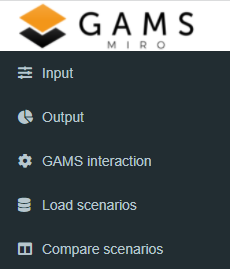 GAMS
MIRO
Input
Output
GAMS interaction
Load scenarios
Compare scenarios